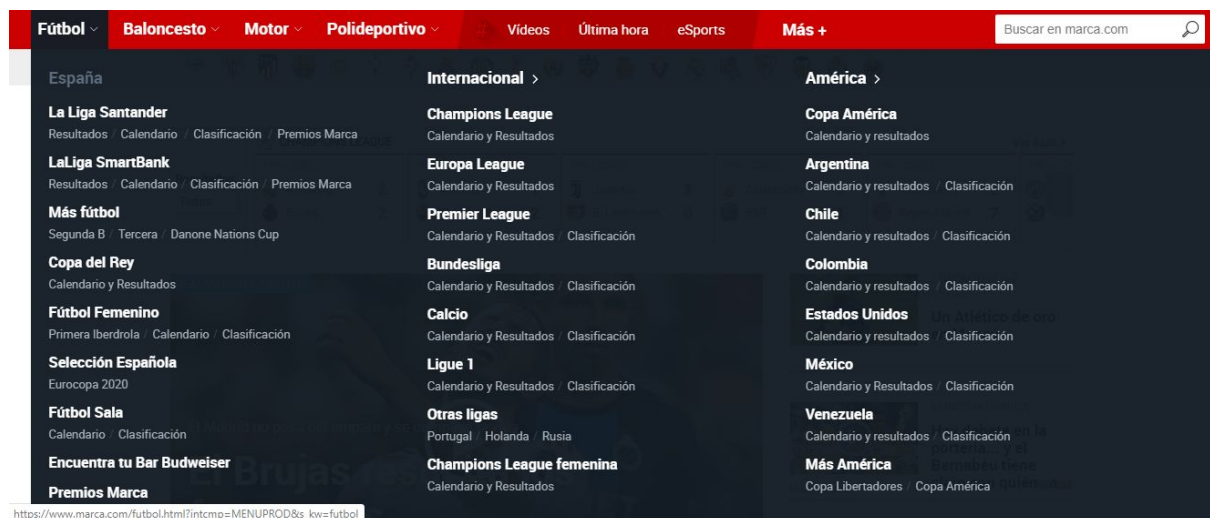 Fútbol Baloncesto Motor Polideportivo Vídeos Última hora eSports Más + Buscar en marca.com
España
La Liga Santander
Resultados / Calendario / Clasificación / Premios Marca
LaLiga SmartBank
Resultados / Calendario / Clasificación / Premios Marca
Más fútbol
Segunda B / Tercera / Danone Nations Cup
Copa del Rey
Calendario y Resultados
Fútbol Femenino
Primera Iberdrola / Calendario / Clasificación
Selección Española
Eurocopa 2020
Fútbol Sala
Calendario / Clasificación
Encuentra tu Bar Budweiser
Premios Marca
Internacional >
Champions League
Calendario y Resultados
Europa League
Calendario y Resultados
Premier League
Calendario y Resultados / Clasificación
Bundesliga
Calendario y Resultados / Clasificación
Calcio
Calendario y Resultados / Clasificación
Ligue 1
Calendario y Resultados / Clasificación
Otras ligas
Portugal / Holanda / Rusia
Champions League femenina
Calendario y Resultados
América >
Copa América
Calendario y resultados
Argentina
Calendario y resultados / Clasificación
Chile
Calendario y resultados / Clasificación
Colombia
Calendario y resultados / Clasificación
Estados Unidos
Calendario y resultados / Clasificación
México
Calendario y Resultados / Clasificación
Venezuela
Calendario y resultados / Clasificación
Más América
Copa Libertadores / Copa América
Un Atlético de oro
El Brujas
https://www.marca.com/futbol.html?intcmp=MENUPROD&s_kw=futbol